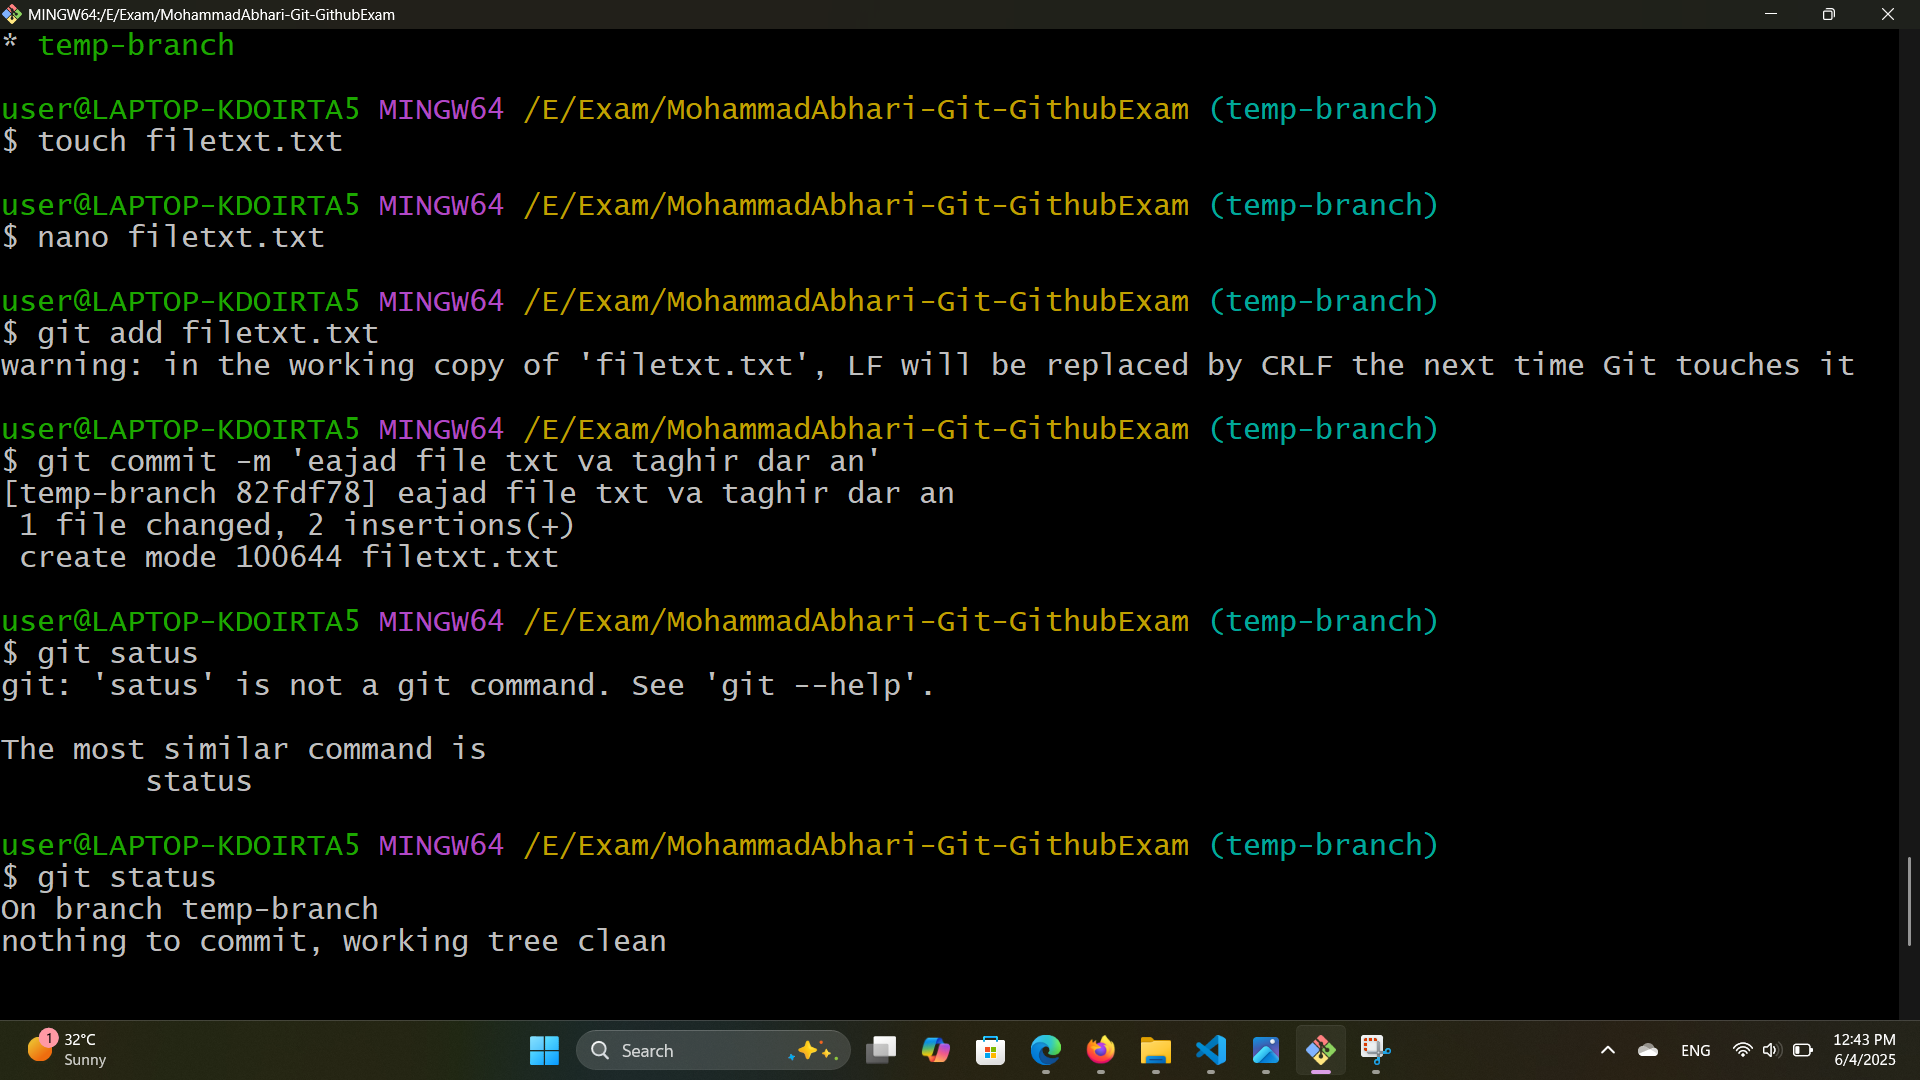 MINGW64:/E/Exam/MohammadAbhari-Git-GithubExam
* temp-branch
user@LAPTOP-KDOIRTA5 MINGW64 /E/Exam/MohammadAbhari-Git-GithubExam (temp-branch)
$ touch filetxt.txt
user@LAPTOP-KDOIRTA5 MINGW64 /E/Exam/MohammadAbhari-Git-GithubExam (temp-branch)
$ nano filetxt.txt
user@LAPTOP-KDOIRTA5 MINGW64 /E/Exam/MohammadAbhari-Git-GithubExam (temp-branch)
$ git add filetxt.txt
warning: in the working copy of 'filetxt.txt', LF will be replaced by CRLF the next time Git touches it
user@LAPTOP-KDOIRTA5 MINGW64 /E/Exam/MohammadAbhari-Git-GithubExam (temp-branch)
$ git commit -m 'eajad file txt va taghir dar an'
[temp-branch 82fdf78] eajad file txt va taghir dar an
1 file changed, 2 insertions(+)
create mode 100644 filetxt.txt
user@LAPTOP-KDOIRTA5 MINGW64 /E/Exam/MohammadAbhari-Git-GithubExam (temp-branch)
$ git satus
git: 'satus' is not a git command. See 'git --help'.
The most similar command is
status
user@LAPTOP-KDOIRTA5 MINGW64 /E/Exam/MohammadAbhari-Git-GithubExam (temp-branch)
$ git status
On branch temp-branch
nothing to commit, working tree clean
1
32°C
Sunny
Search
ENG
12:43 PM
6/4/2025